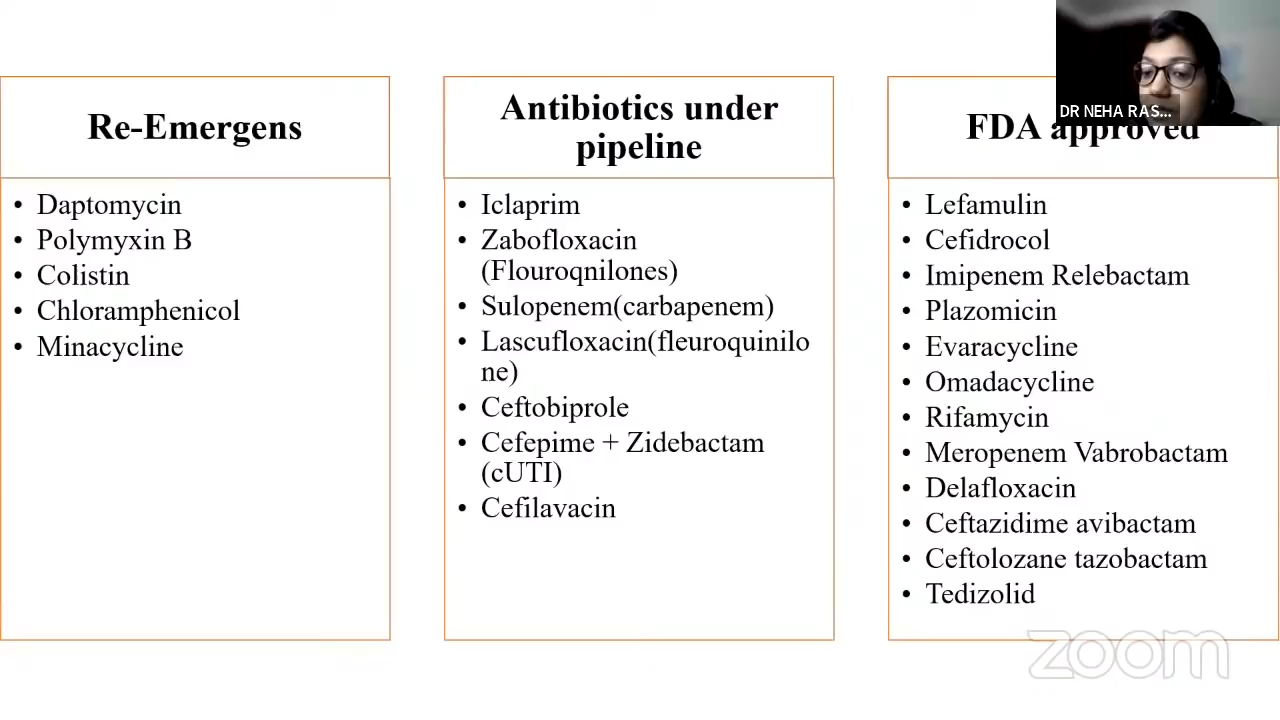 Re-Emergens
• Daptomycin
• Polymyxin B
• Colistin
• Chloramphenicol
• Minacycline
Antibiotics under
pipeline
• Iclaprim
• Zabofloxacin
(Flouroqnilones)
• Sulopenem(carbapenem)
• Lascufloxacin(fleuroquinilo
ne)
• Ceftobiprole
• Cefepime + Zidebactam
(cUTI)
• Cefilavacin
DR NEHA RAS...
FDA approved
• Lefamulin
• Cefidrocol
• Imipenem Relebactam
• Plazomicin
• Evaracycline
• Omadacycline
• Rifamycin
• Meropenem Vabrobactam
• Delafloxacin
• Ceftazidime avibactam
• Ceftolozane tazobactam
• Tedizolid
zoom